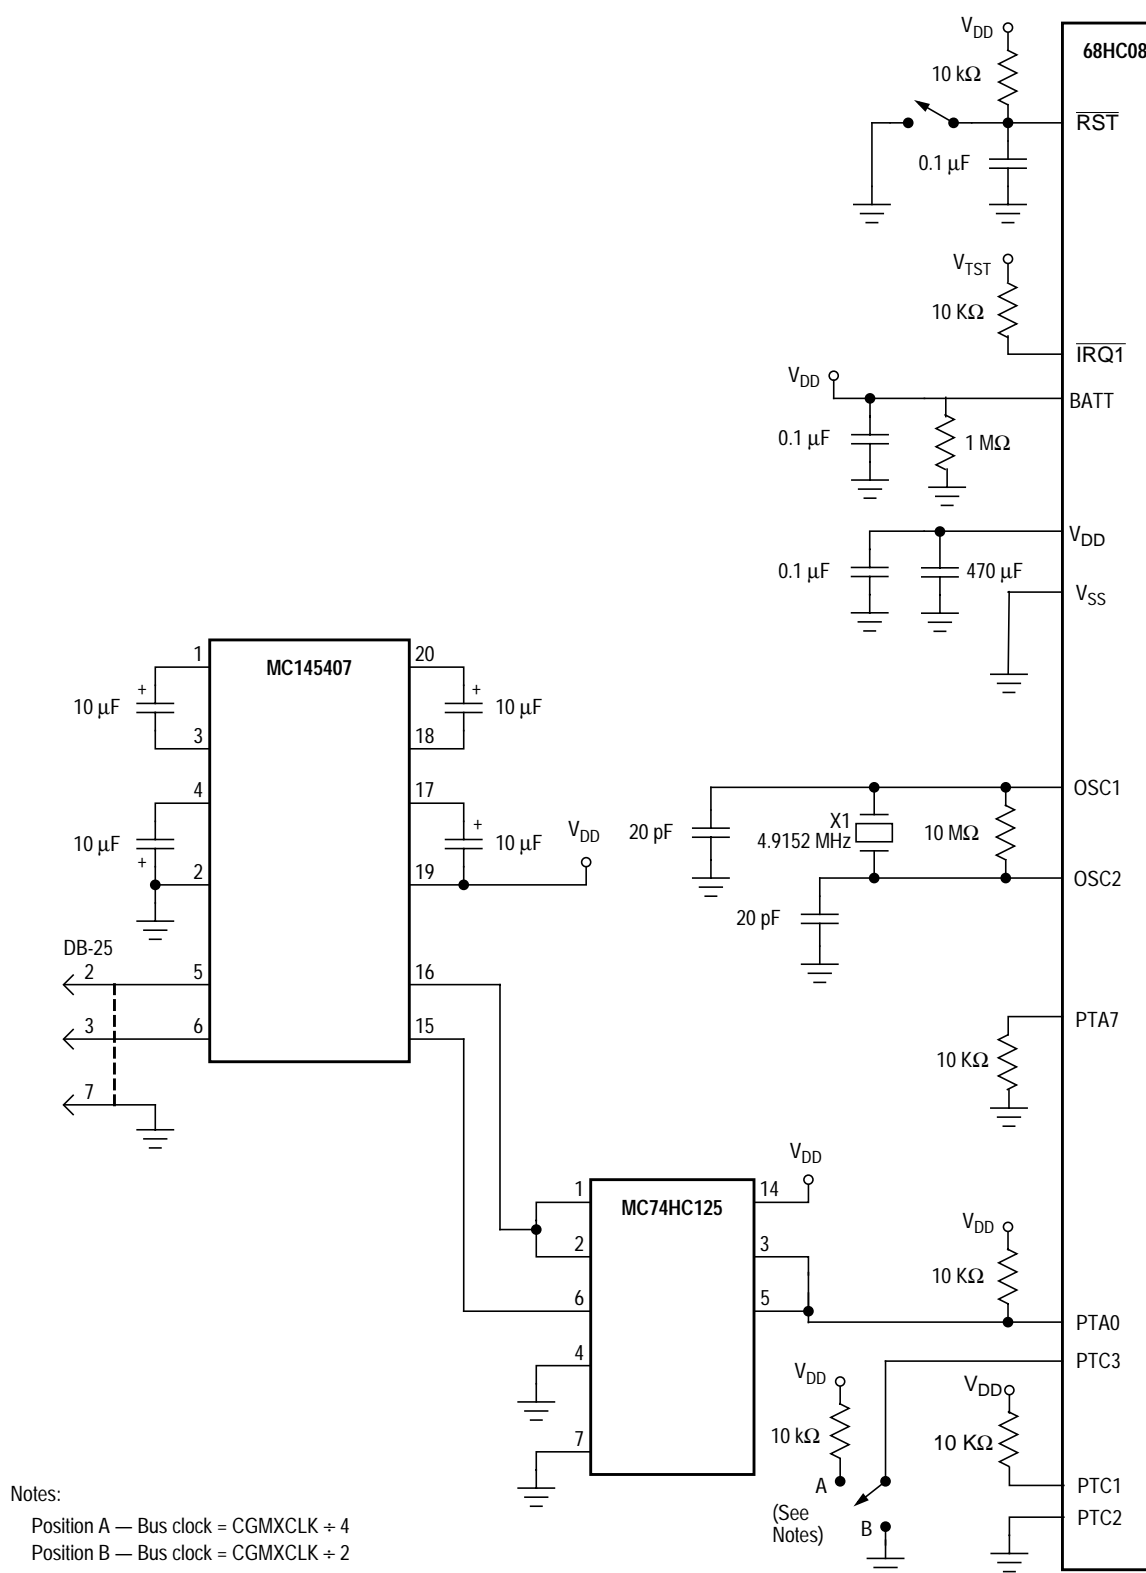 VDD
68HC08
10 kΩ
RST
0.1 µF
VTST
10 KΩ
IRQ1
VDD
BATT
0.1 µF
1 MΩ
VDD
0.1 µF
470 µF
VSS
1
MC145407
20
+
10 µF
+
10 µF
3
18
4
17
10 µF
+
+
10 µF
VDD
2
19
OSC1
20 pF
X1
4.9152 MHz
10 MΩ
OSC2
20 pF
DB-25
2
5
16
3
6
15
7
PTA7
10 KΩ
VDD
1
MC74HC125
14
2
3
VDD
10 KΩ
6
5
PTA0
4
PTC3
VDD
VDD
10 kΩ
10 KΩ
7
A
PTC1
(See
Notes)
B
PTC2
Notes:
Position A — Bus clock = CGMXCLK ÷ 4
Position B — Bus clock = CGMXCLK ÷ 2